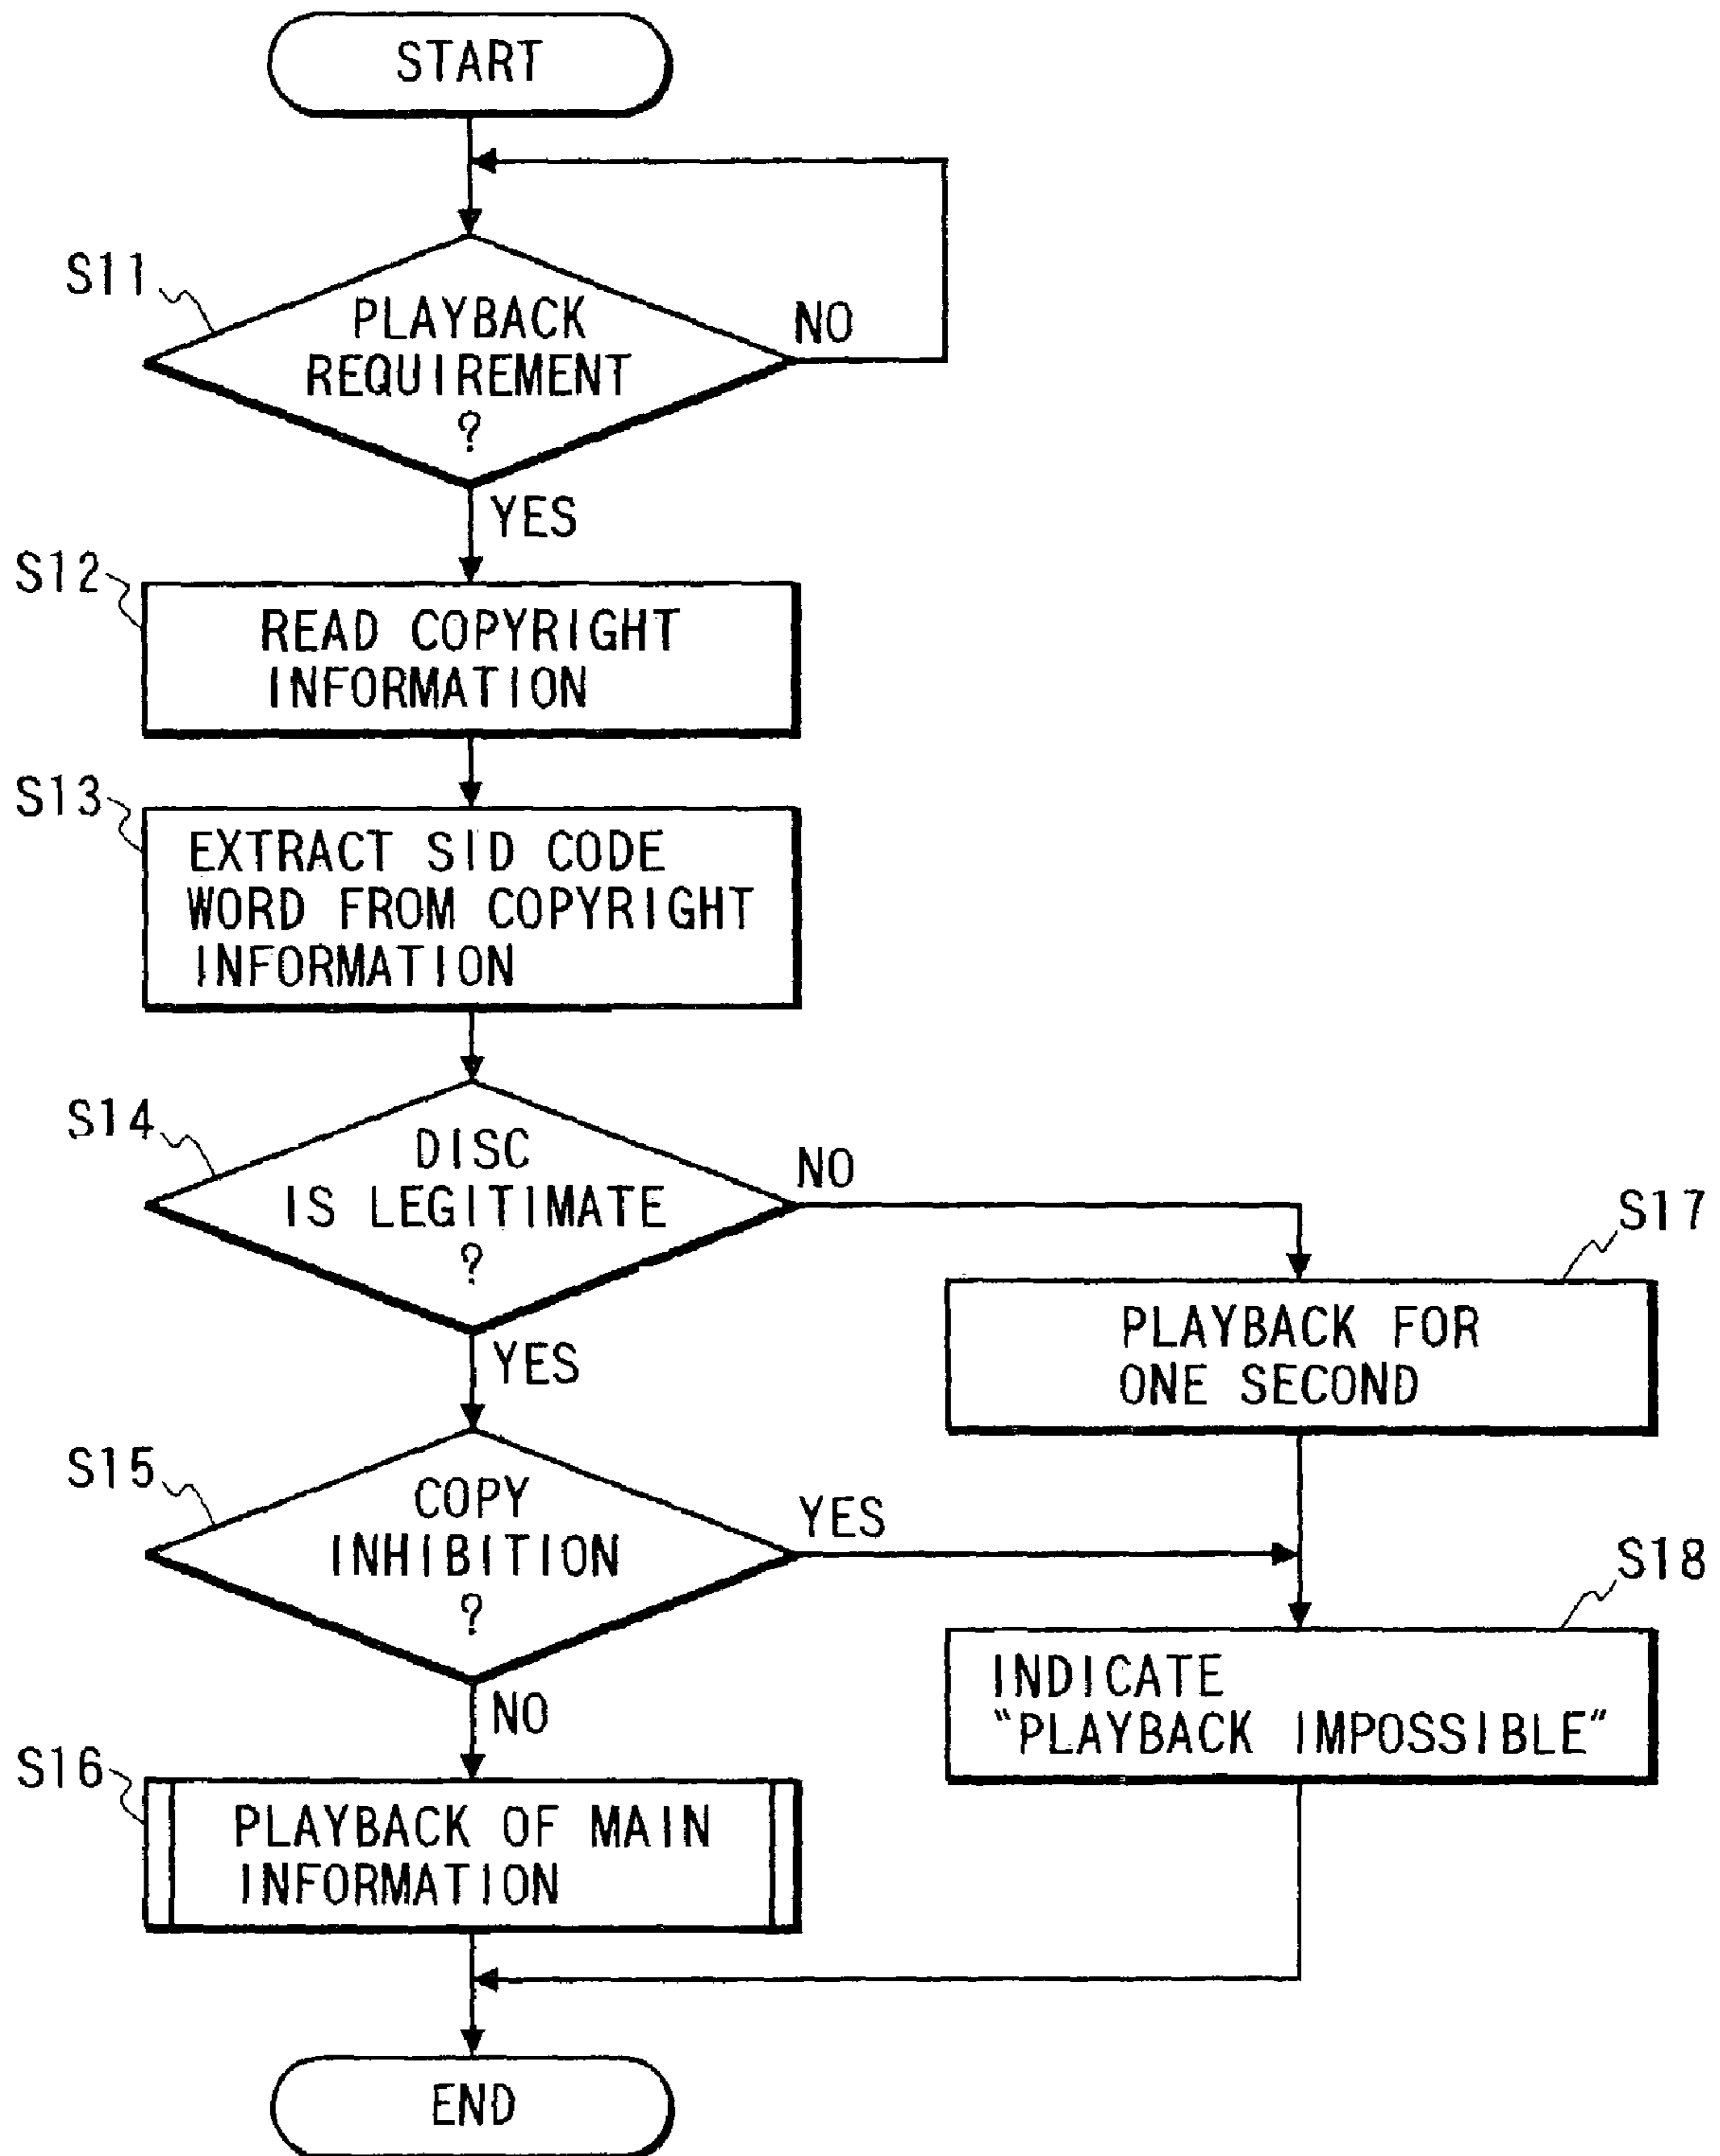 START
S11
PLAYBACK
REQUIREMENT
?
NO
YES
S12
READ COPYRIGHT
INFORMATION
S13
EXTRACT SID CODE
WORD FROM COPYRIGHT
INFORMATION
S14
DISC
IS LEGITIMATE
?
NO
YES
S17
PLAYBACK FOR
ONE SECOND
S15
COPY
INHIBITION
?
YES
NO
S18
INDICATE
"PLAYBACK IMPOSSIBLE"
S16
PLAYBACK OF MAIN
INFORMATION
END